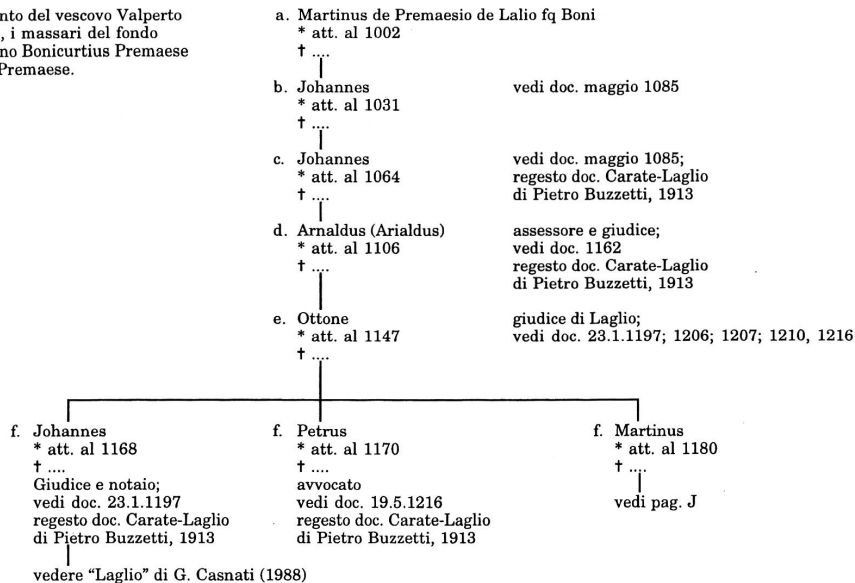 nto del vescovo Valperto
, i massari del fondo
no Bonicurtius Premaese
Premaese.
a. Martinus de Premaesio de Lalio fq Boni
* att. al 1002
† ....
b. Johannes
* att. al 1031
† ....
vedi doc. maggio 1085
c. Johannes
* att. al 1064
† ....
vedi doc. maggio 1085;
regesto doc. Carate-Laglio
di Pietro Buzzetti, 1913
d. Arnaldus (Arialdus)
* att. al 1106
† ....
assessore e giudice;
vedi doc. 1162
regesto doc. Carate-Laglio
di Pietro Buzzetti, 1913
e. Ottone
* att. al 1147
† ....
giudice di Laglio;
vedi doc. 23.1.1197; 1206; 1207; 1210, 1216
f. Johannes
* att. al 1168
† ....
Giudice e notaio;
vedi doc. 23.1.1197
regesto doc. Carate-Laglio
di Pietro Buzzetti, 1913
vedere “Laglio” di G. Casnati (1988)
f. Petrus
* att. al 1170
† ....
avvocato
vedi doc. 19.5.1216
regesto doc. Carate-Laglio
di Pietro Buzzetti, 1913
f. Martinus
* att. al 1180
† ....
vedi pag. J